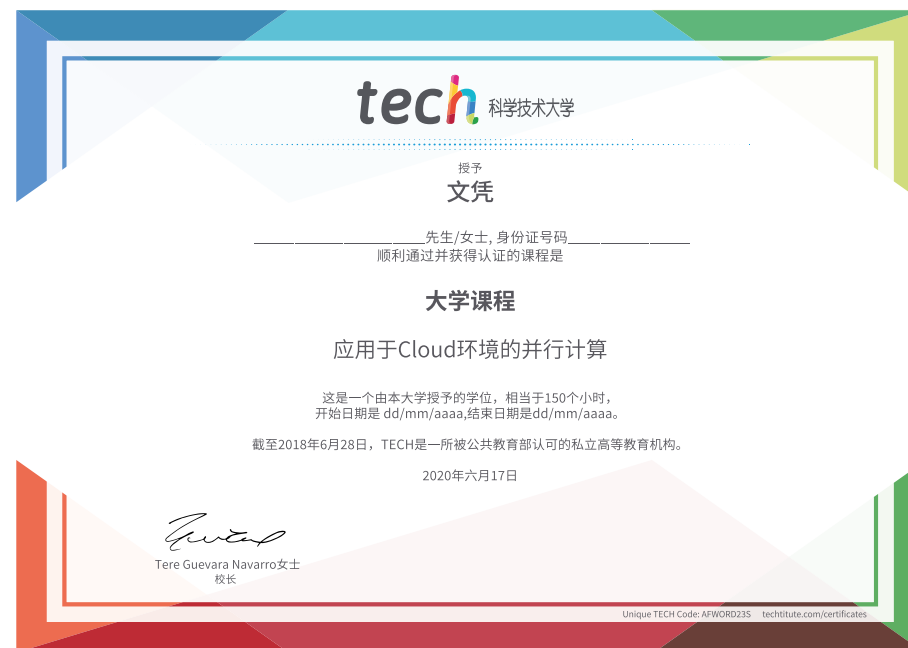 tech 科学技术大学
授予
文凭
先生/女士, 身份证号码
顺利通过并获得认证的课程是
大学课程
应用于Cloud环境的并行计算
这是一个由本大学授予的学位，相当于150个小时，
开始日期是 dd/mm/aaaa,结束日期是dd/mm/aaaa。
截至2018年6月28日，TECH是一所被公共教育部认可的私立高等教育机构。
2020年六月17日
Tere Guevara Navarro女士
校长
Unique TECH Code: AFWORD23S techtitute.com/certificates